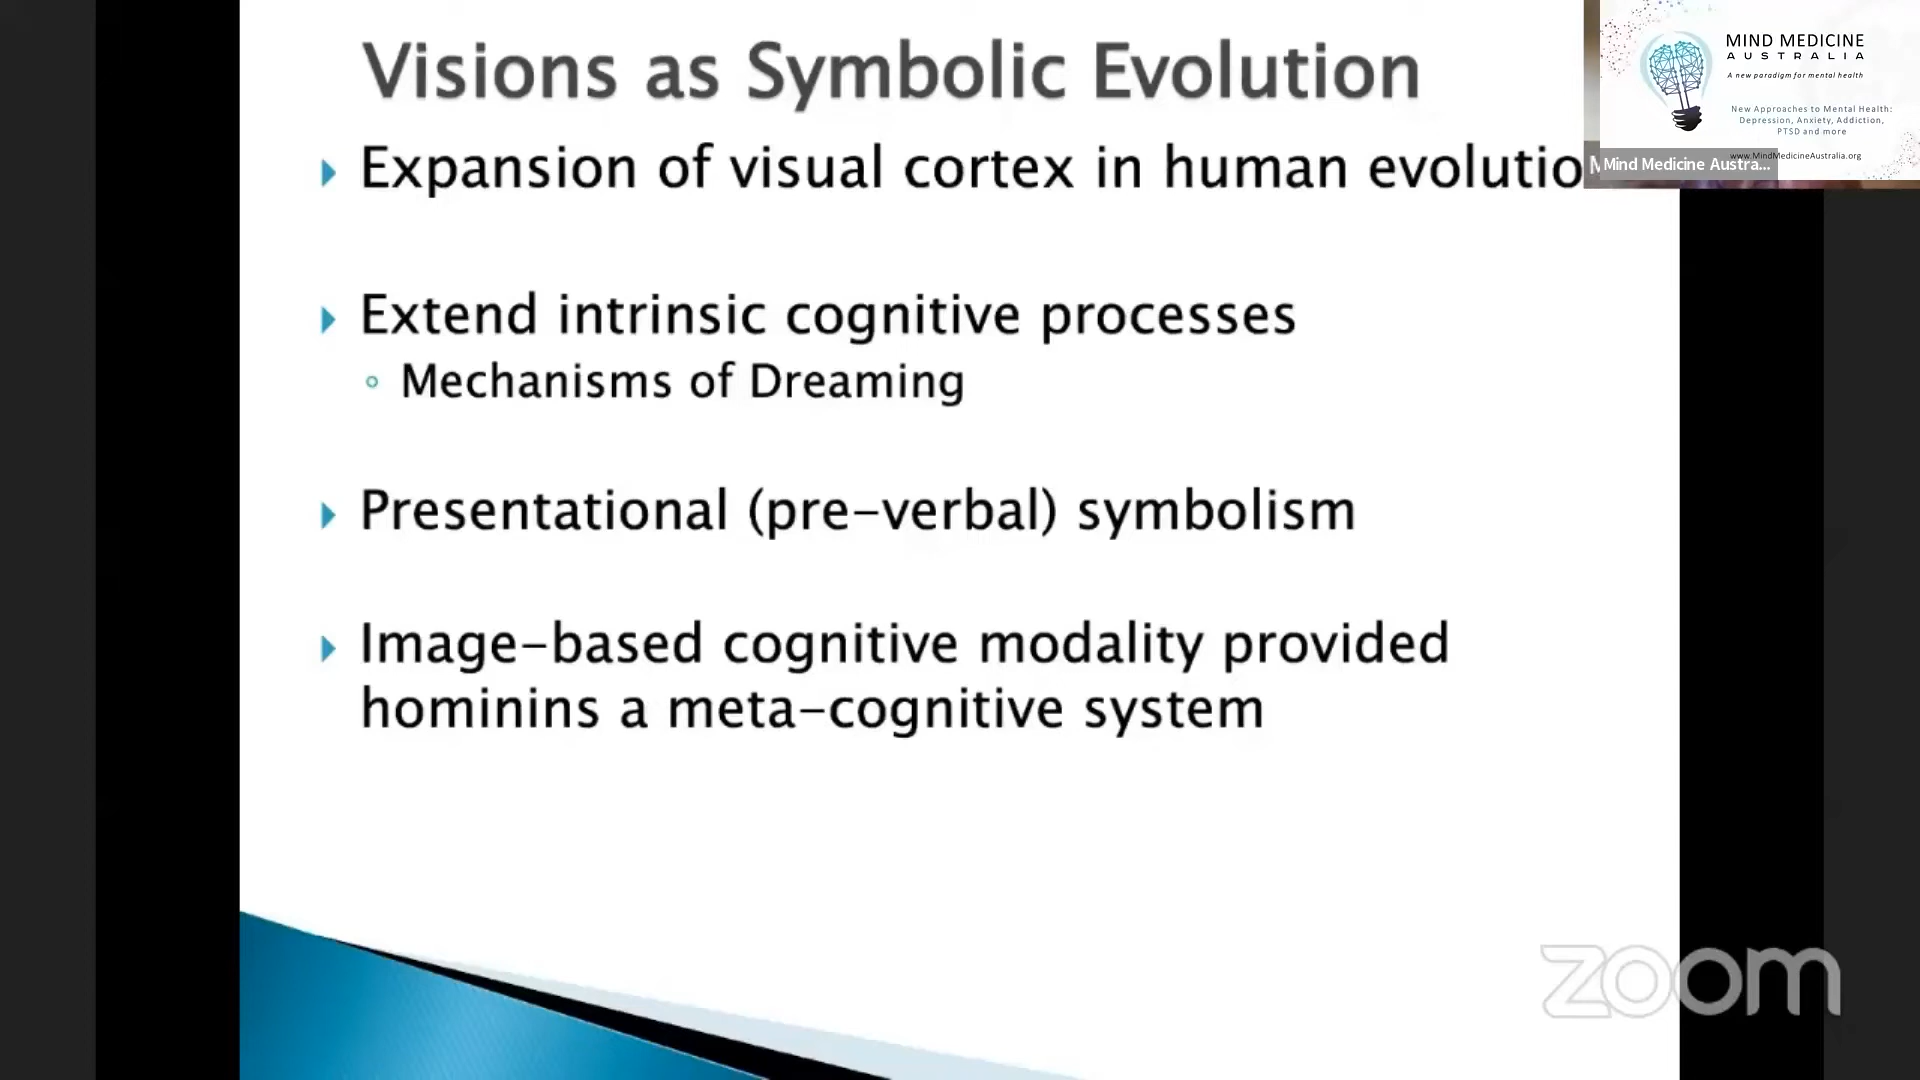 Visions as Symbolic Evolution
Expansion of visual cortex in human evolutio
Extend intrinsic cognitive processes
Mechanisms of Dreaming
Presentational (pre-verbal) symbolism
Image-based cognitive modality provided
hominins a meta-cognitive system
MIND MEDICINE
AUSTRALIA
A new paradigm for mental health
New Approaches to Mental Health:
Depression, Anxiety, Addiction,
PTSD and more
www.MindMedicineAustralia.org
Mind Medicine Austra...
zoom